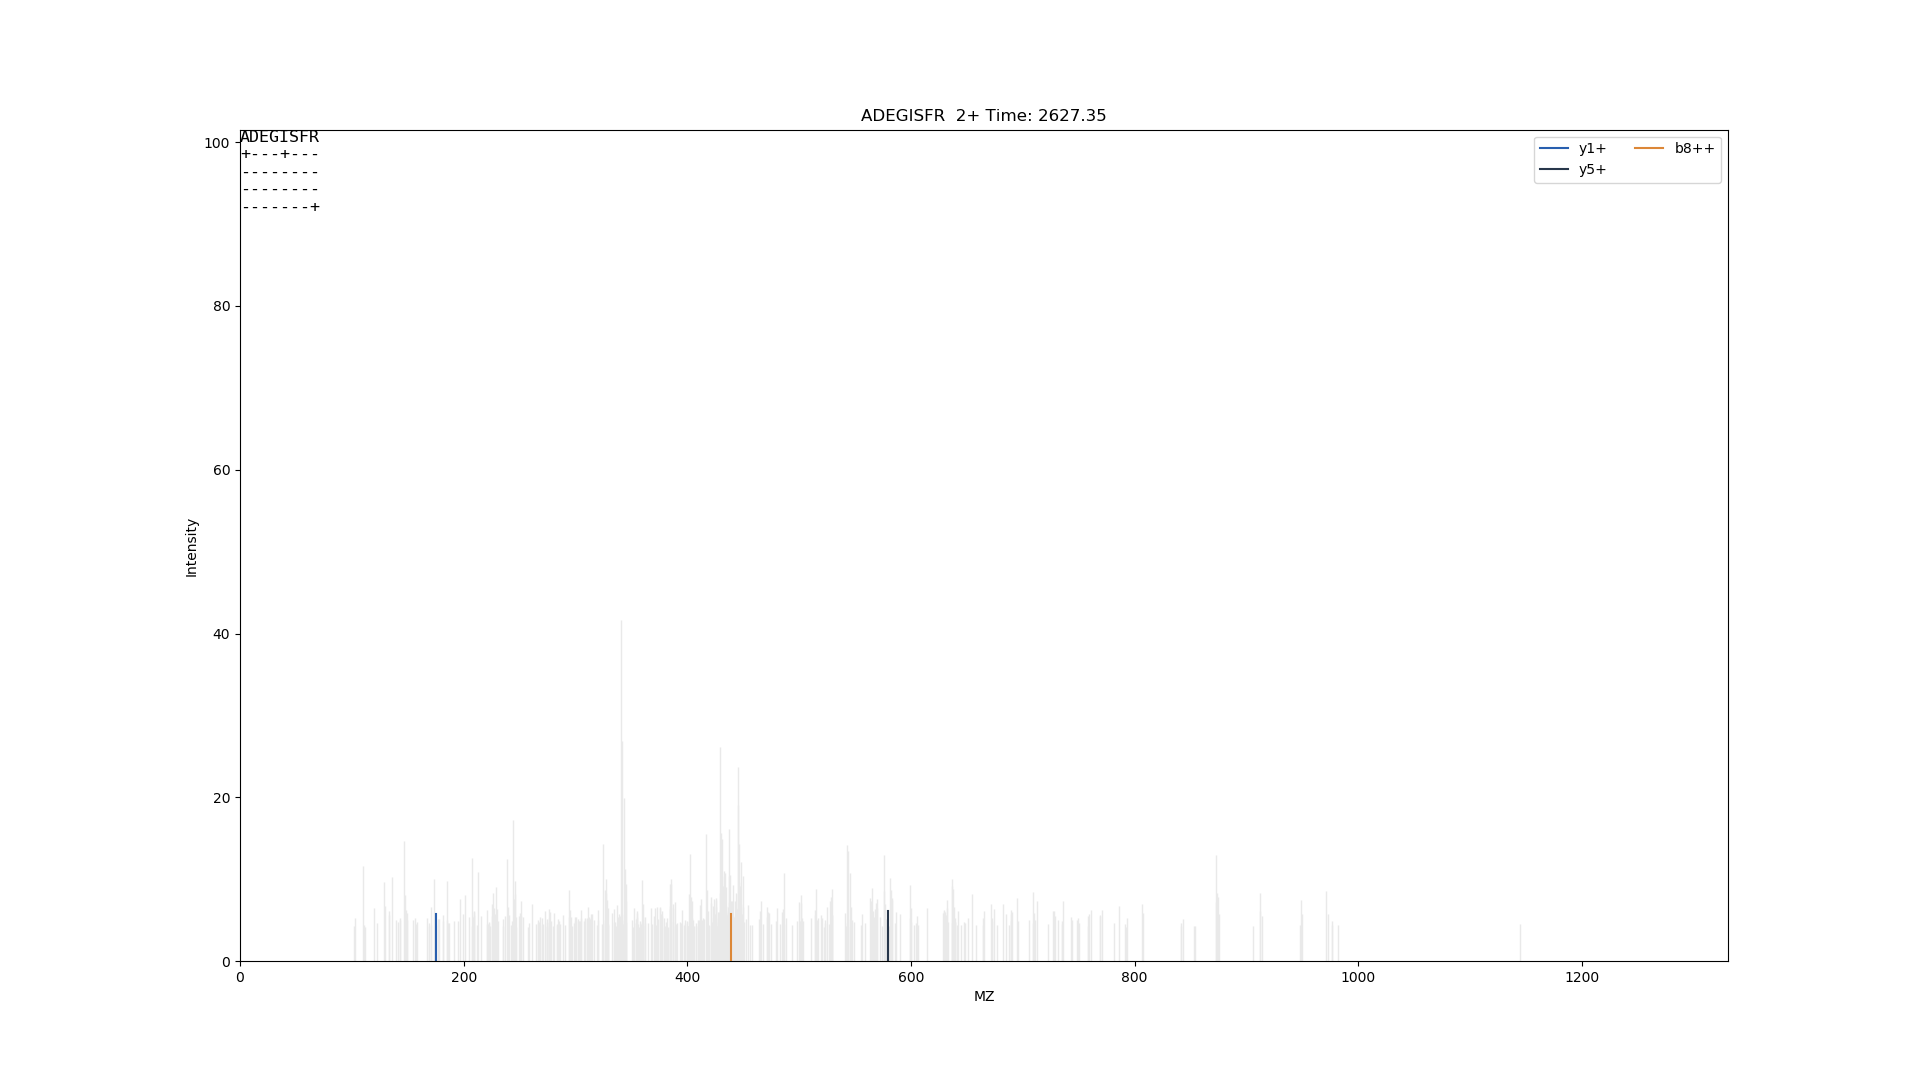 ADEGISFR  2+ Time: 2627.35
ADEGISFR
+---+---
--------
--------
-------+
y1+
y5+
b8++
100
80
60
40
20
0
Intensity
0 200 400 600 800 1000 1200
MZ